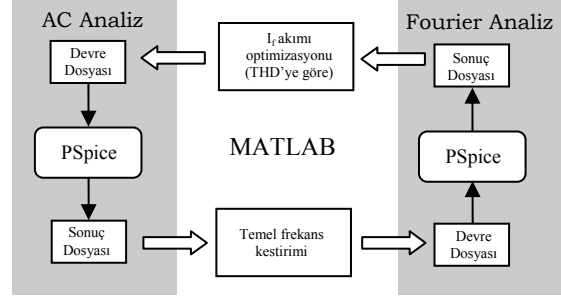 AC Analiz
Fourier Analiz
Devre
Dosyası
I_f akımı
optimizasyonu
(THD'ye göre)
Sonuç
Dosyası
PSpice
MATLAB
PSpice
Sonuç
Dosyası
Temel frekans
kestirimi
Devre
Dosyası